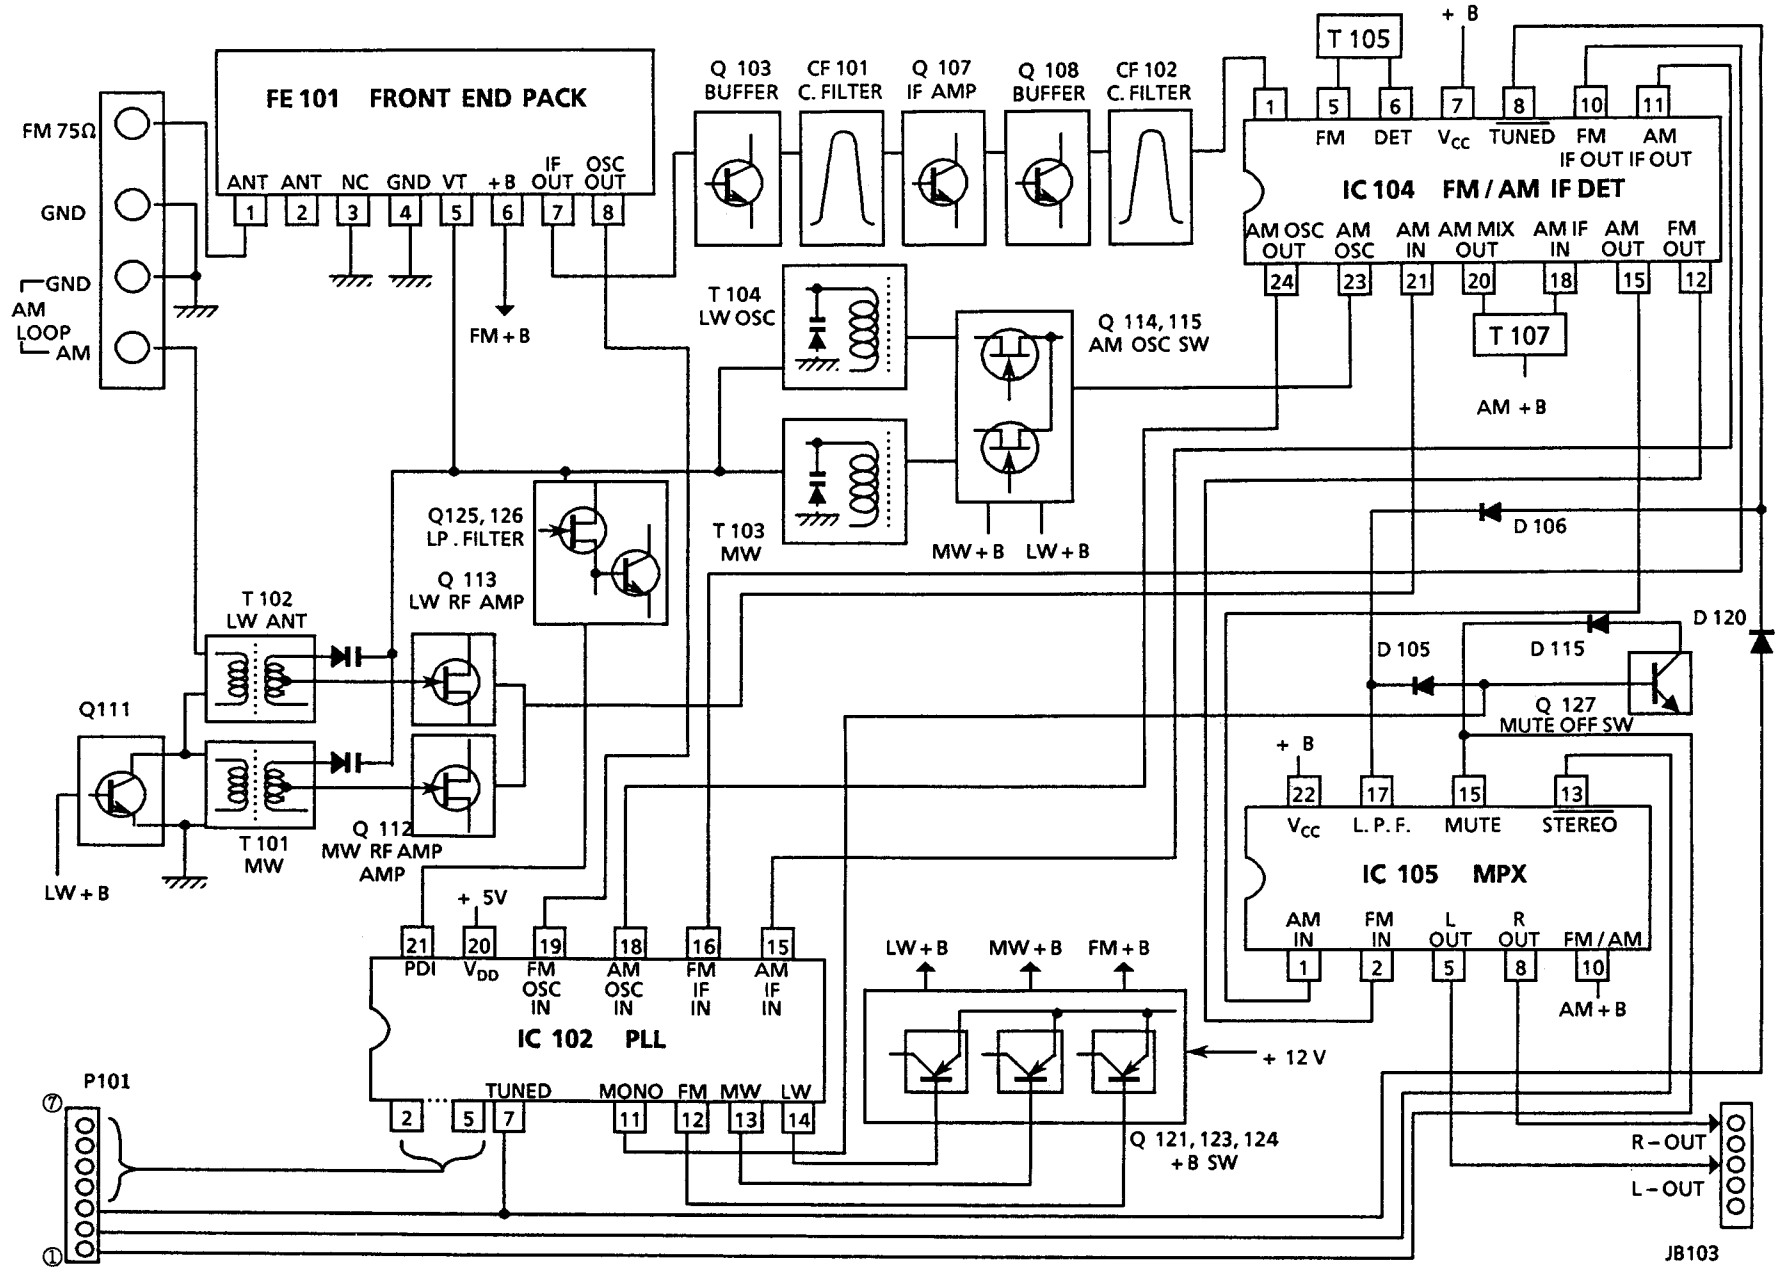 + B
T 105
Q 103
BUFFER
CF 101
C. FILTER
Q 107
IF AMP
Q 108
BUFFER
CF 102
C. FILTER
FE 101 FRONT END PACK
ANT ANT NC GND VT +B IF OUT OSC OUT
1 2 3 4 5 6 7 8
FM 75Ω
GND
GND
AM
LOOP
AM
FM + B
1 5 6 7 8 10 11
FM DET VCC TUNED FM IF OUT AM IF OUT
IC 104 FM / AM IF DET
AM OSC OUT AM OSC AM IN AM MIX OUT AM IF IN AM OUT FM OUT
24 23 21 20 18 15 12
T 107
AM + B
T 104
LW OSC
Q 114, 115
AM OSC SW
T 103
MW
MW + B LW + B
Q125, 126
LP . FILTER
Q 113
LW RF AMP
T 102
LW ANT
Q111
T 101
MW
Q 112
MW RF AMP
AMP
LW + B
D 106
D 120
D 105
D 115
Q 127
MUTE OFF SW
+ B
22 17 15 13
VCC L. P. F. MUTE STEREO
IC 105 MPX
AM IN FM IN L OUT R OUT FM / AM
1 2 5 8 10
AM + B
+ 5V
21 20 19 18 16 15
PDI VDD FM OSC IN AM OSC IN FM IF IN AM IF IN
IC 102 PLL
TUNED MONO FM MW LW
2 5 7 11 12 13 14
LW + B MW + B FM + B
+ 12 V
Q 121, 123, 124
+ B SW
P101
⑦
①
R – OUT
L – OUT
JB103